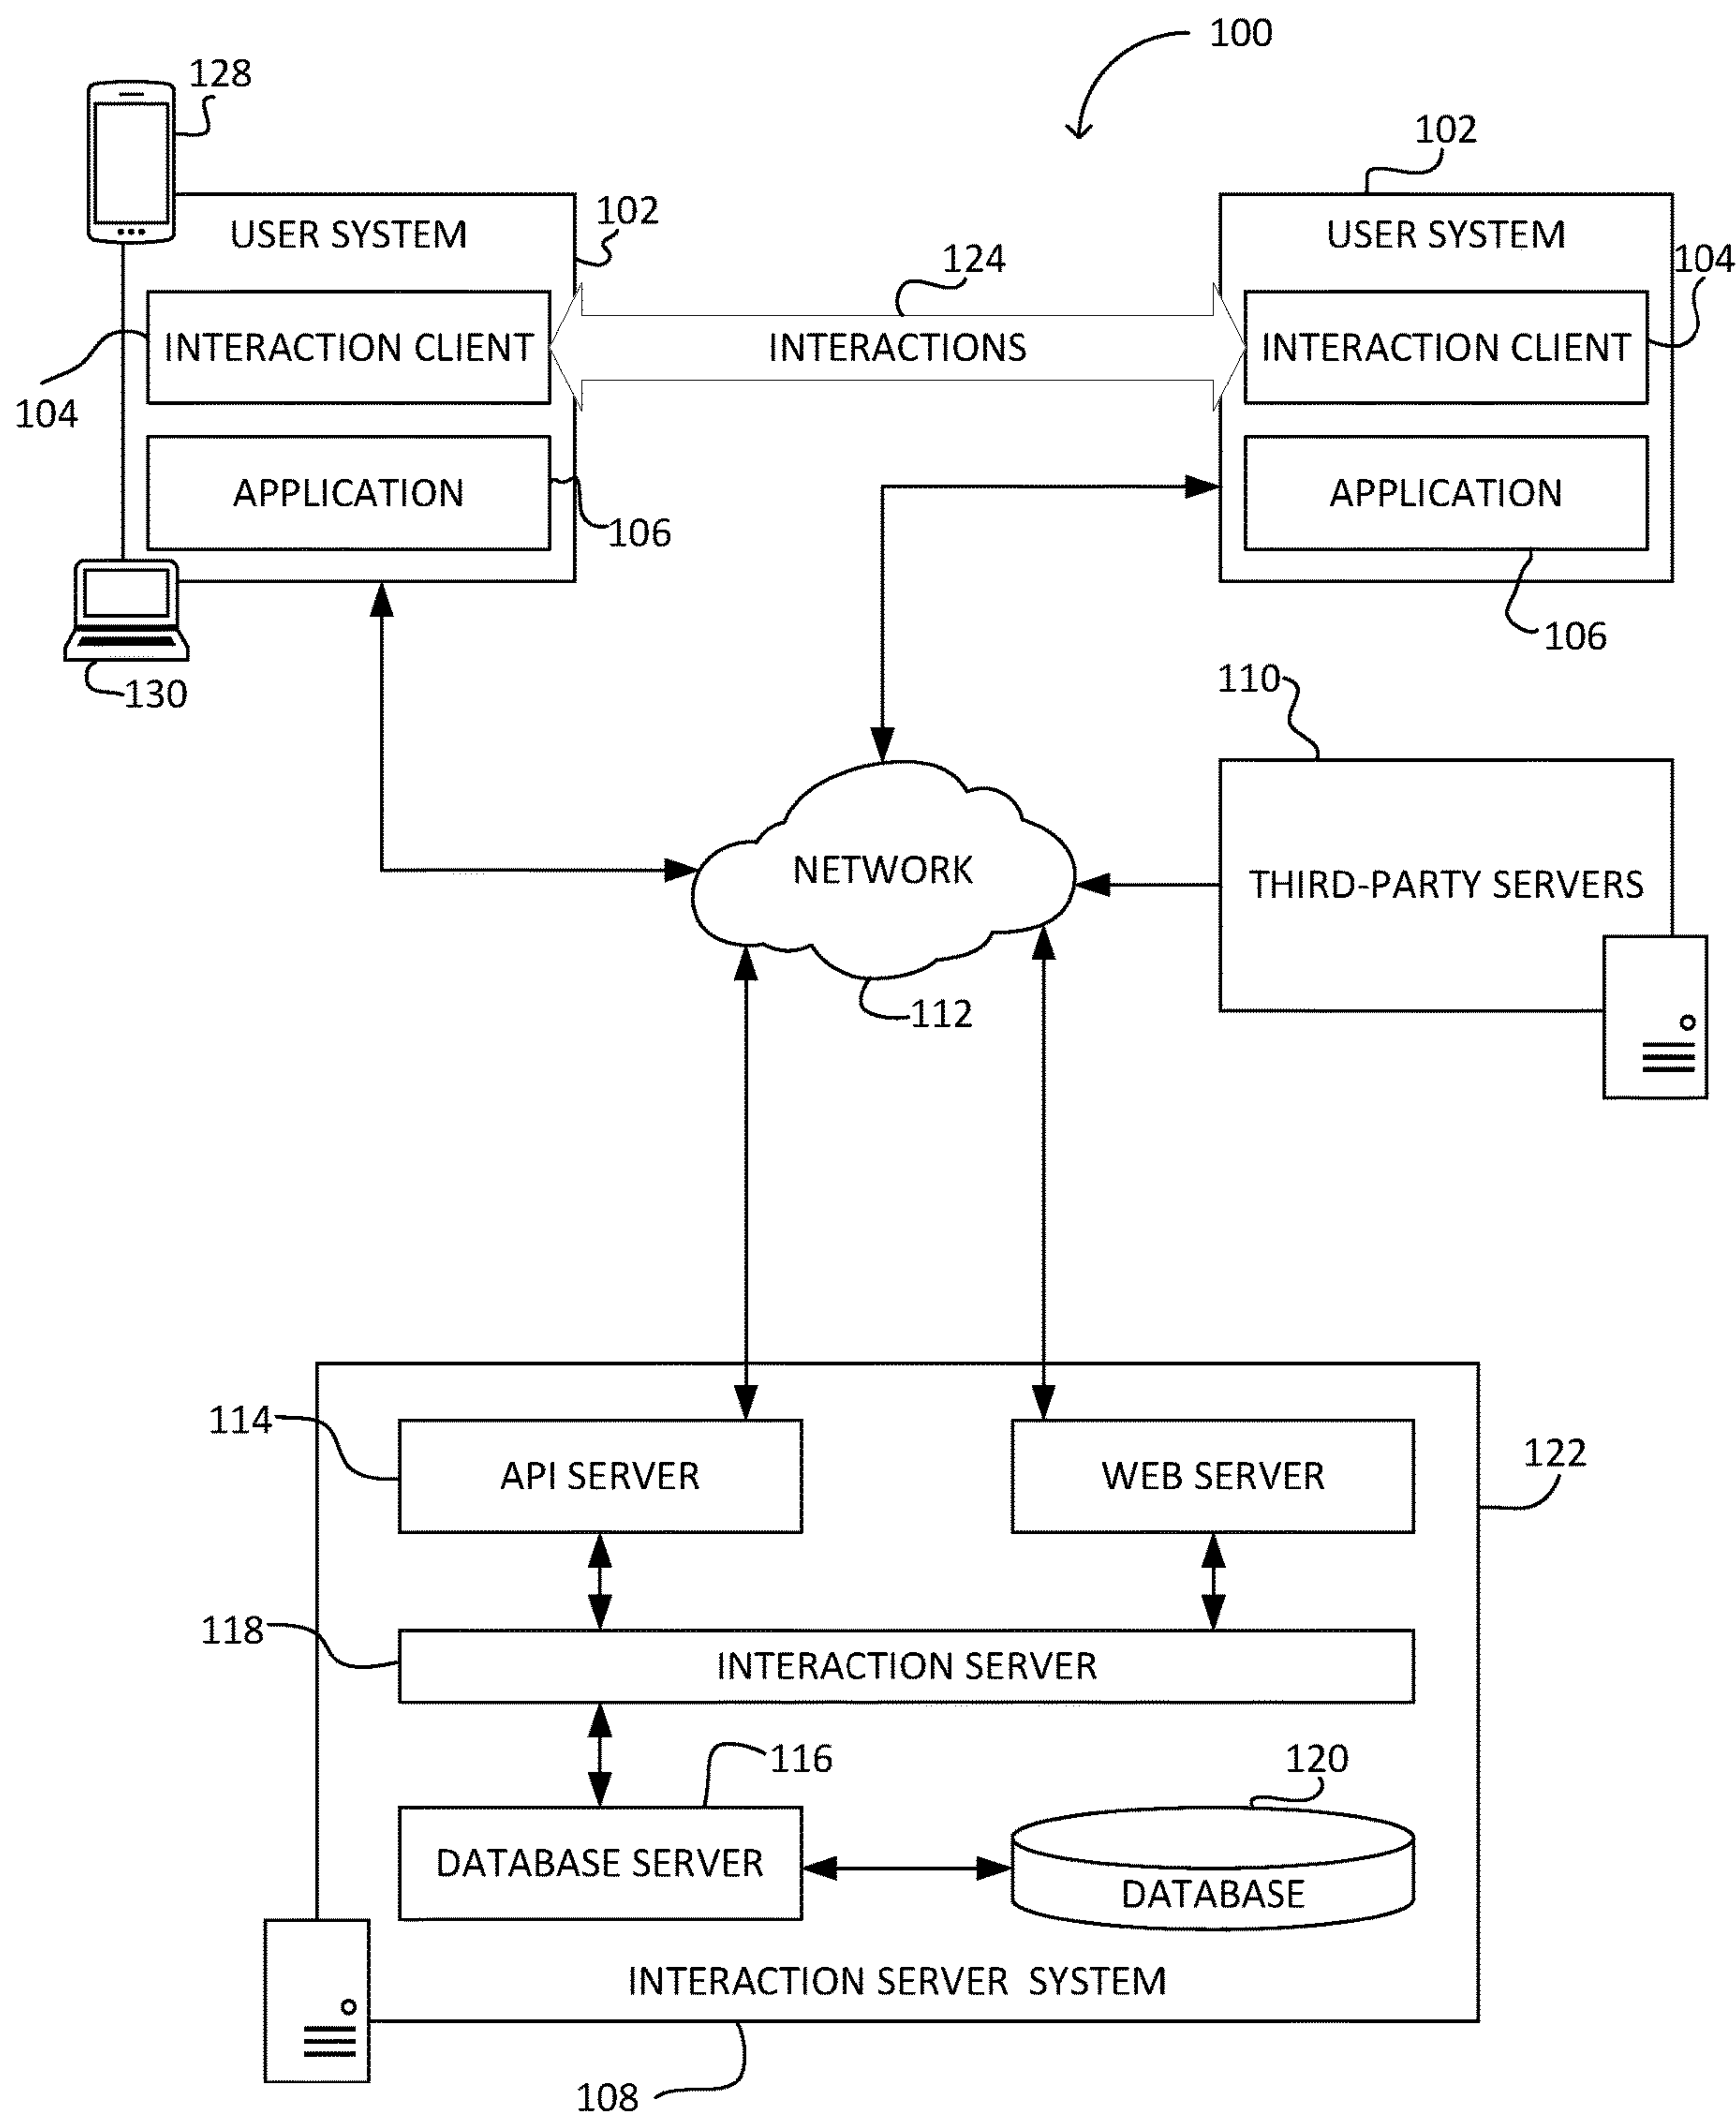 100
128
102
102
USER SYSTEM
USER SYSTEM
124
104
INTERACTION CLIENT
INTERACTIONS
INTERACTION CLIENT
104
APPLICATION
APPLICATION
106
106
130
110
NETWORK
THIRD-PARTY SERVERS
112
114
API SERVER
WEB SERVER
122
118
INTERACTION SERVER
116
120
DATABASE SERVER
DATABASE
INTERACTION SERVER SYSTEM
108